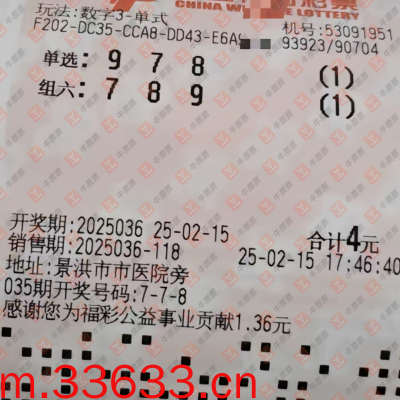 CHINA WELFARE LOTTERY
玩法:数字3-单式
机号:53091951
F202-DC35-CCA8-DD43-E6A
93923/90704
单选: 9 7 8 (1)
组六: 7 8 9 (1)
开奖期:2025036 25-02-15 合计4元
销售期:2025036-118 25-02-15 17:46:40
地址:景洪市市医院旁
035期开奖号码:7-7-8
感谢您为福彩公益事业贡献1.36元
m.33633.cn